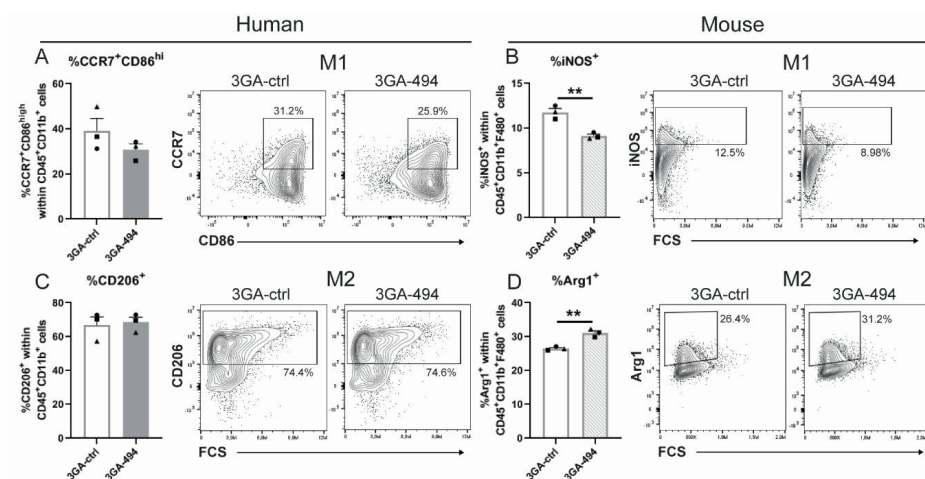 Human
Mouse
A
%CCR7+CD86hi
%CCR7+CD86high
within CD45+CD11b+ cells
60
40
20
0
3GA-ctrl
3GA-494
M1
3GA-ctrl
3GA-494
31.2%
25.9%
CCR7
CD86
B
%iNOS+
**
%iNOS+ within
CD45+CD11b+F480+ cells
15
10
5
0
3GA-ctrl
3GA-494
M1
3GA-ctrl
3GA-494
12.5%
8.98%
iNOS
FCS
C
%CD206+
%CD206+ within
CD45+CD11b+ cells
80
60
40
20
0
3GA-ctrl
3GA-494
M2
3GA-ctrl
3GA-494
74.4%
74.6%
CD206
FCS
D
%Arg1+
**
%Arg1+ within
CD45+CD11b+F480+ cells
40
30
20
10
0
3GA-ctrl
3GA-494
M2
3GA-ctrl
3GA-494
26.4%
31.2%
Arg1
FCS